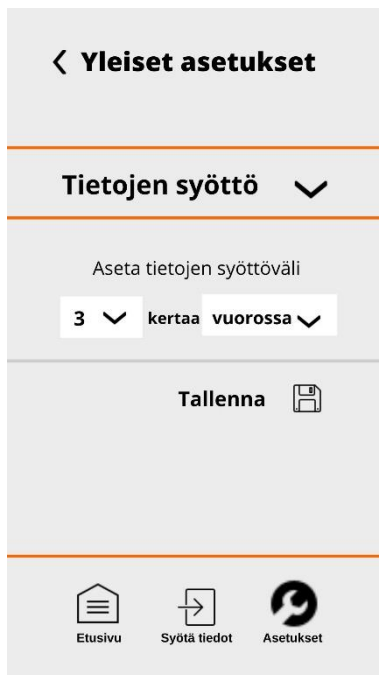 Yleiset asetukset
Tietojen syöttö
Aseta tietojen syöttöväli
3 kertaa vuorossa
Tallenna
Etusivu Syötä tiedot Asetukset